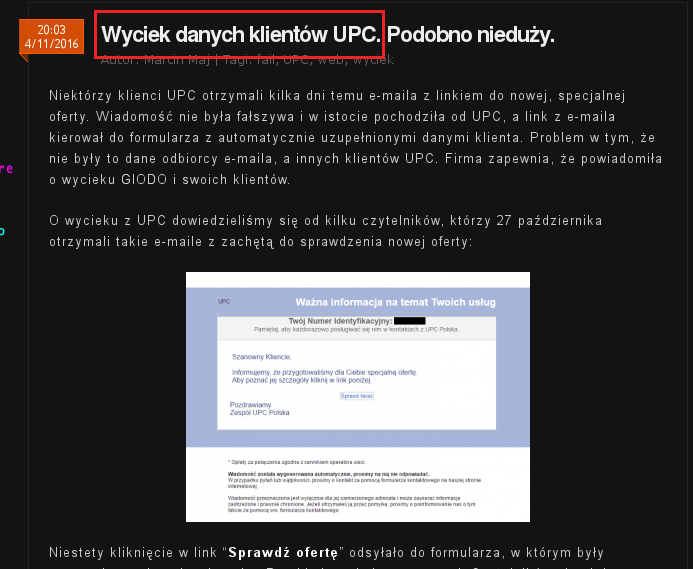 20:03
4/11/2016
Wyciek danych klientów UPC. Podobno nieduży.
Autor: Marcin Maj | Tagi: fail, UPC, web, wyciek
Niektórzy klienci UPC otrzymali kilka dni temu e-maila z linkiem do nowej, specjalnej
oferty. Wiadomość nie była fałszywa i w istocie pochodziła od UPC, a link z e-maila
kierował do formularza z automatycznie uzupełnionymi danymi klienta. Problem w tym, że
nie były to dane odbiorcy e-maila, a innych klientów UPC. Firma zapewnia, że powiadomiła
o wycieku GIODO i swoich klientów.
re
o
O wycieku z UPC dowiedzieliśmy się od kilku czytelników, którzy 27 października
otrzymali takie e-maile z zachętą do sprawdzenia nowej oferty:
UPC
Ważna informacja na temat Twoich usług
Twój Numer Identyfikacyjny:
Pamiętaj, aby każdorazowo posługiwać się nim w kontaktach z UPC Polska.
Szanowny Kliencie,
Informujemy, że przygotowaliśmy dla Ciebie specjalną ofertę.
Aby poznać jej szczegóły kliknij w link poniżej.
Sprawdź teraz
Pozdrawiamy
Zespół UPC Polska
* Opłaty za połączenia zgodne z cennikiem operatora sieci.
Wiadomość została wygenerowana automatycznie, prosimy na nią nie odpowiadać.
W przypadku pytań lub wątpliwości, prosimy o kontakt za pomocą formularza kontaktowego na naszej stronie
internetowej.
Wiadomość przeznaczona jest wyłącznie dla jej zamierzonego adresata i może zawierać informacje
zastrzeżone i prawnie chronione. Jeżeli otrzymałeś ją przez pomyłkę, prosimy o poinformowanie nas o tym
fakcie za pomocą ww. formularza kontaktowego.
Niestety kliknięcie w link “Sprawdź ofertę” odsyłało do formularza, w którym były